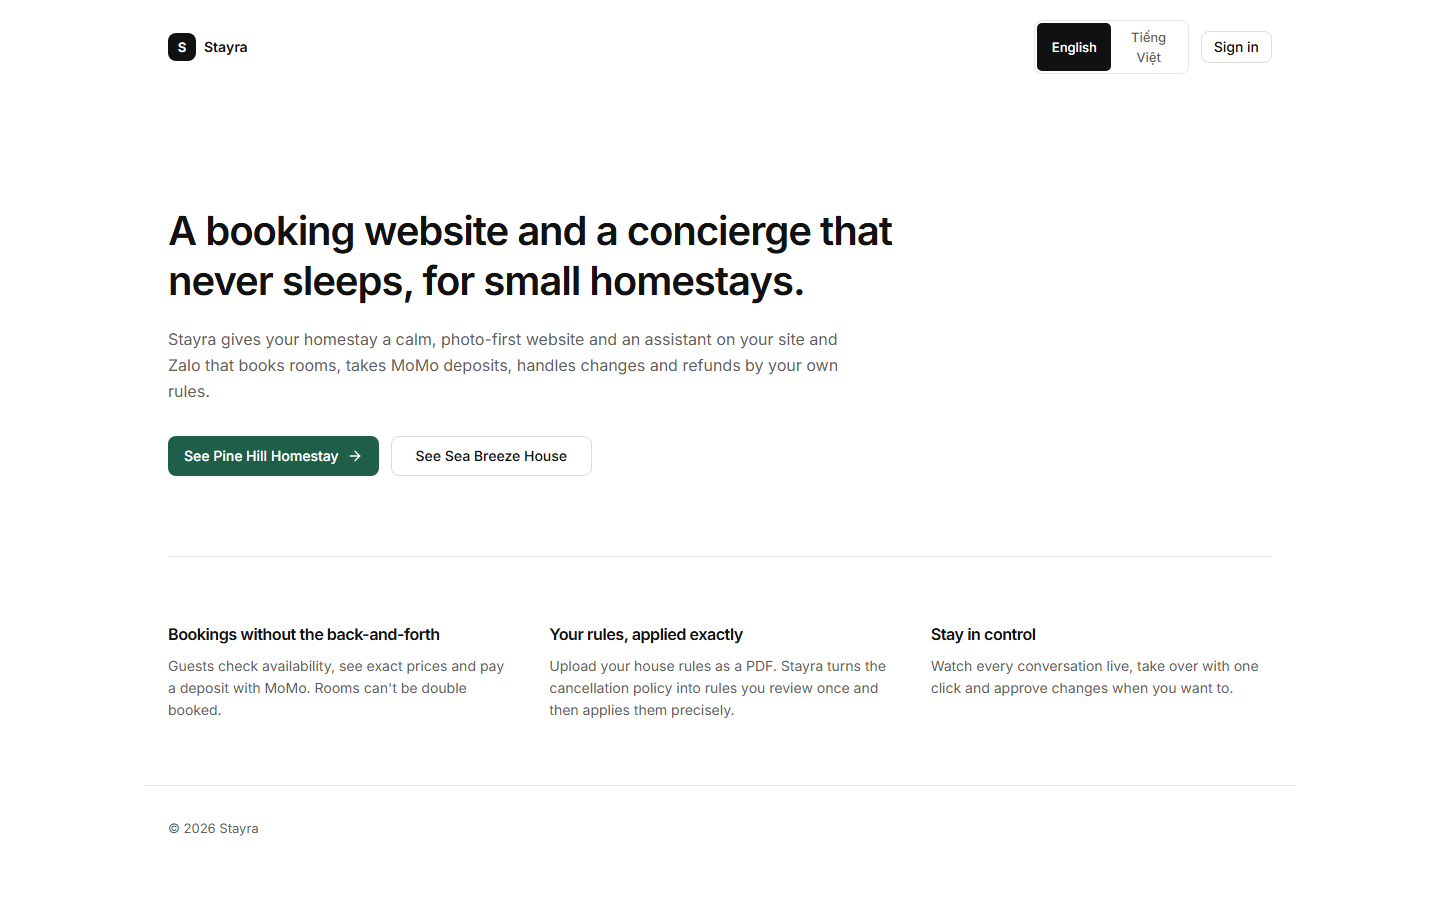 S
Stayra
English
Tiếng
Việt
Sign in
A booking website and a concierge that
never sleeps, for small homestays.
Stayra gives your homestay a calm, photo-first website and an assistant on your site and
Zalo that books rooms, takes MoMo deposits, handles changes and refunds by your own
rules.
See Pine Hill Homestay →
See Sea Breeze House
Bookings without the back-and-forth
Guests check availability, see exact prices and pay
a deposit with MoMo. Rooms can't be double
booked.
Your rules, applied exactly
Upload your house rules as a PDF. Stayra turns the
cancellation policy into rules you review once and
then applies them precisely.
Stay in control
Watch every conversation live, take over with one
click and approve changes when you want to.
© 2026 Stayra